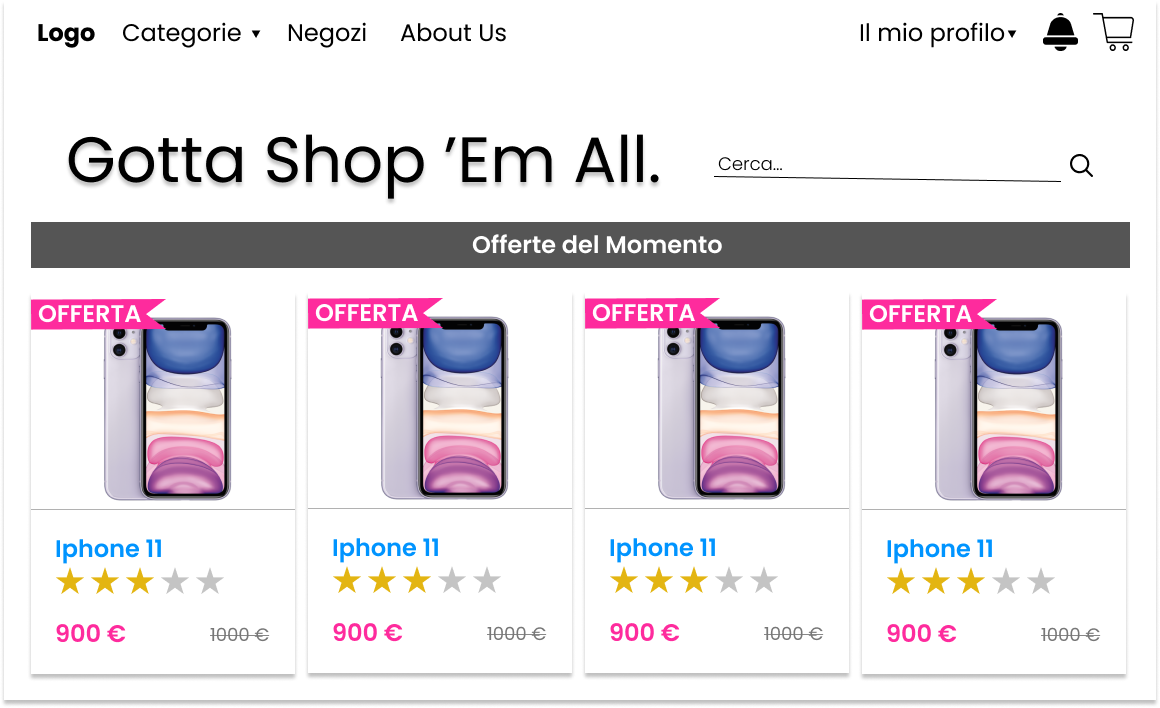 Logo Categorie ▾ Negozi About Us Il mio profilo ▾
Gotta Shop ’Em All.
Cerca...
Offerte del Momento
OFFERTA OFFERTA OFFERTA OFFERTA
Iphone 11 Iphone 11 Iphone 11 Iphone 11
900 € 1000 € 900 € 1000 € 900 € 1000 € 900 € 1000 €